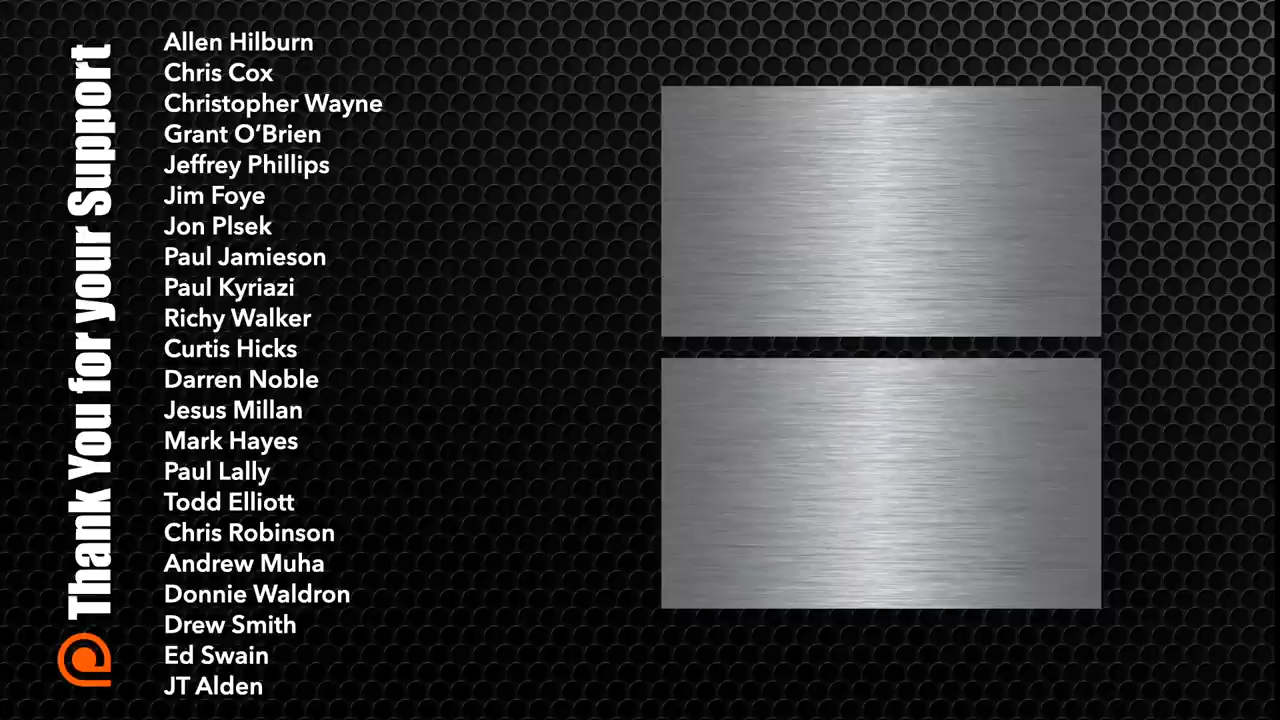 Thank You for your Support
Allen Hilburn
Chris Cox
Christopher Wayne
Grant O’Brien
Jeffrey Phillips
Jim Foye
Jon Plsek
Paul Jamieson
Paul Kyriazi
Richy Walker
Curtis Hicks
Darren Noble
Jesus Millan
Mark Hayes
Paul Lally
Todd Elliott
Chris Robinson
Andrew Muha
Donnie Waldron
Drew Smith
Ed Swain
JT Alden